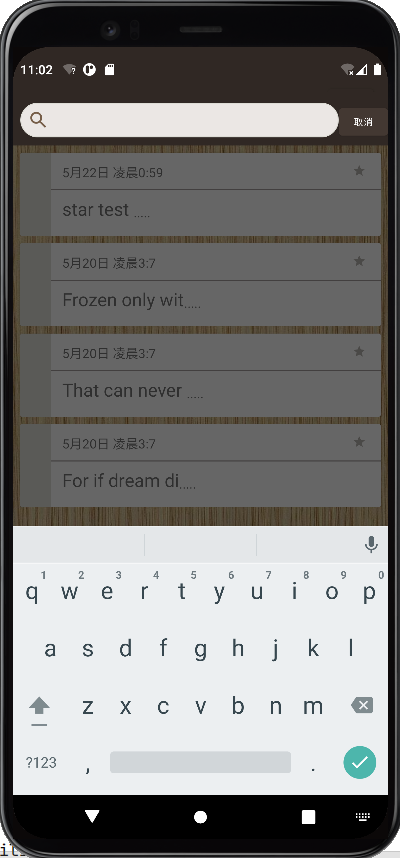 11:02
取消
5月22日 凌晨0:59
star test .....
5月20日 凌晨3:7
Frozen only wit.....
5月20日 凌晨3:7
That can never .....
5月20日 凌晨3:7
For if dream di.....
1 2 3 4 5 6 7 8 9 0
q w e r t y u i o p
a s d f g h j k l
z x c v b n m
?123 , .